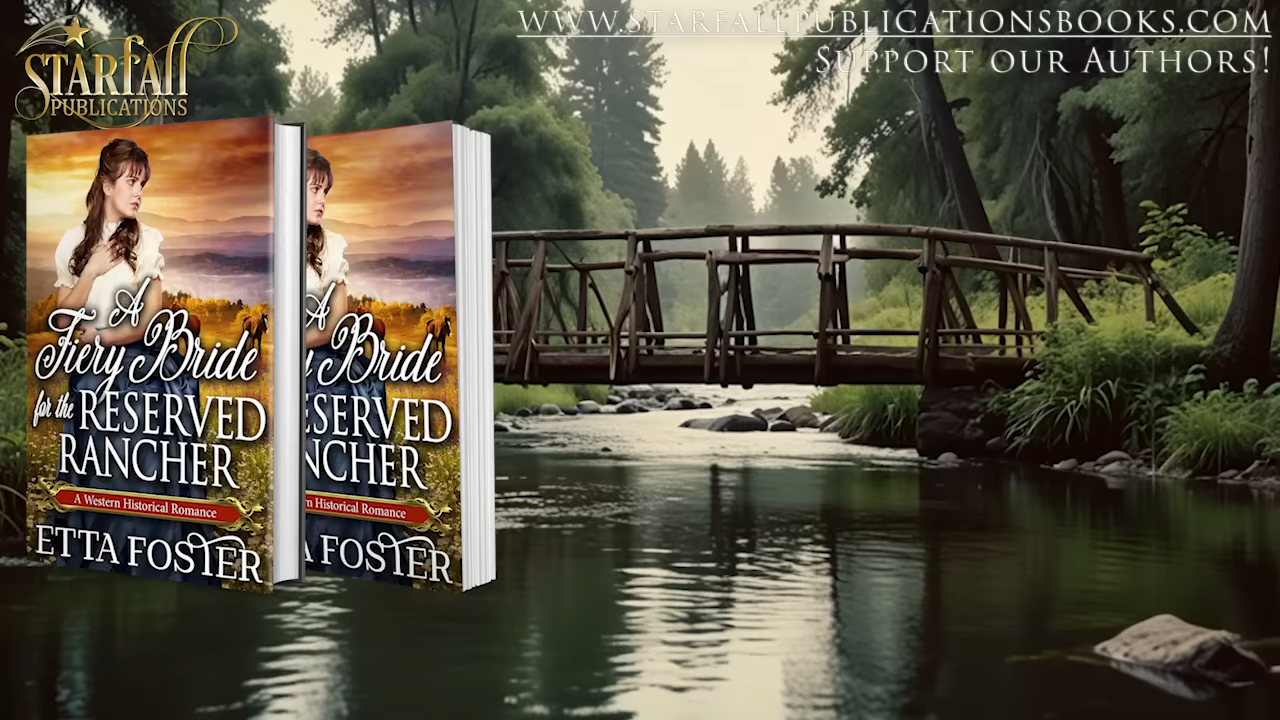 WWW.STARFALLPUBLICATIONSBOOKS.COM
SUPPORT OUR AUTHORS!
STARfall
PUBLICATIONS
A
Fiery Bride
for the RESERVED
RANCHER
A Western Historical Romance
ETTA FOSTER
A
Bride
ESERVED
NCHER
Historical Romance
A FOSTER